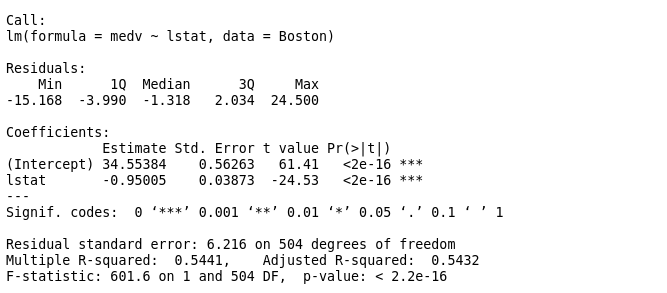 Call:
lm(formula = medv ~ lstat, data = Boston)
Residuals:
    Min      1Q  Median      3Q     Max
-15.168  -3.990  -1.318   2.034  24.500
Coefficients:
            Estimate Std. Error t value Pr(>|t|)
(Intercept) 34.55384    0.56263   61.41   <2e-16 ***
lstat       -0.95005    0.03873  -24.53   <2e-16 ***
---
Signif. codes:  0 ‘***’ 0.001 ‘**’ 0.01 ‘*’ 0.05 ‘.’ 0.1 ‘ ’ 1
Residual standard error: 6.216 on 504 degrees of freedom
Multiple R-squared:  0.5441,    Adjusted R-squared:  0.5432
F-statistic: 601.6 on 1 and 504 DF,  p-value: < 2.2e-16